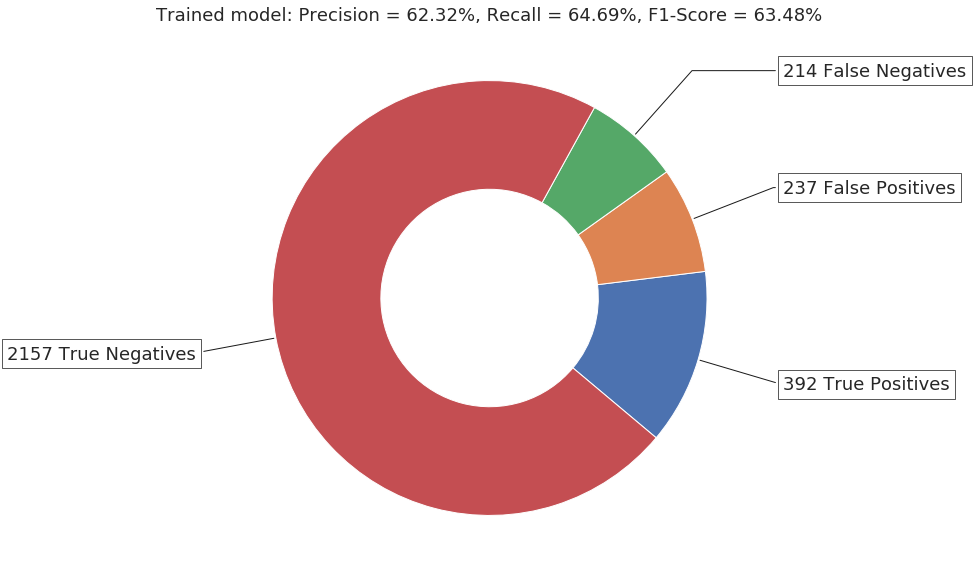 Trained model: Precision = 62.32%, Recall = 64.69%, F1-Score = 63.48%
214 False Negatives
237 False Positives
2157 True Negatives
392 True Positives